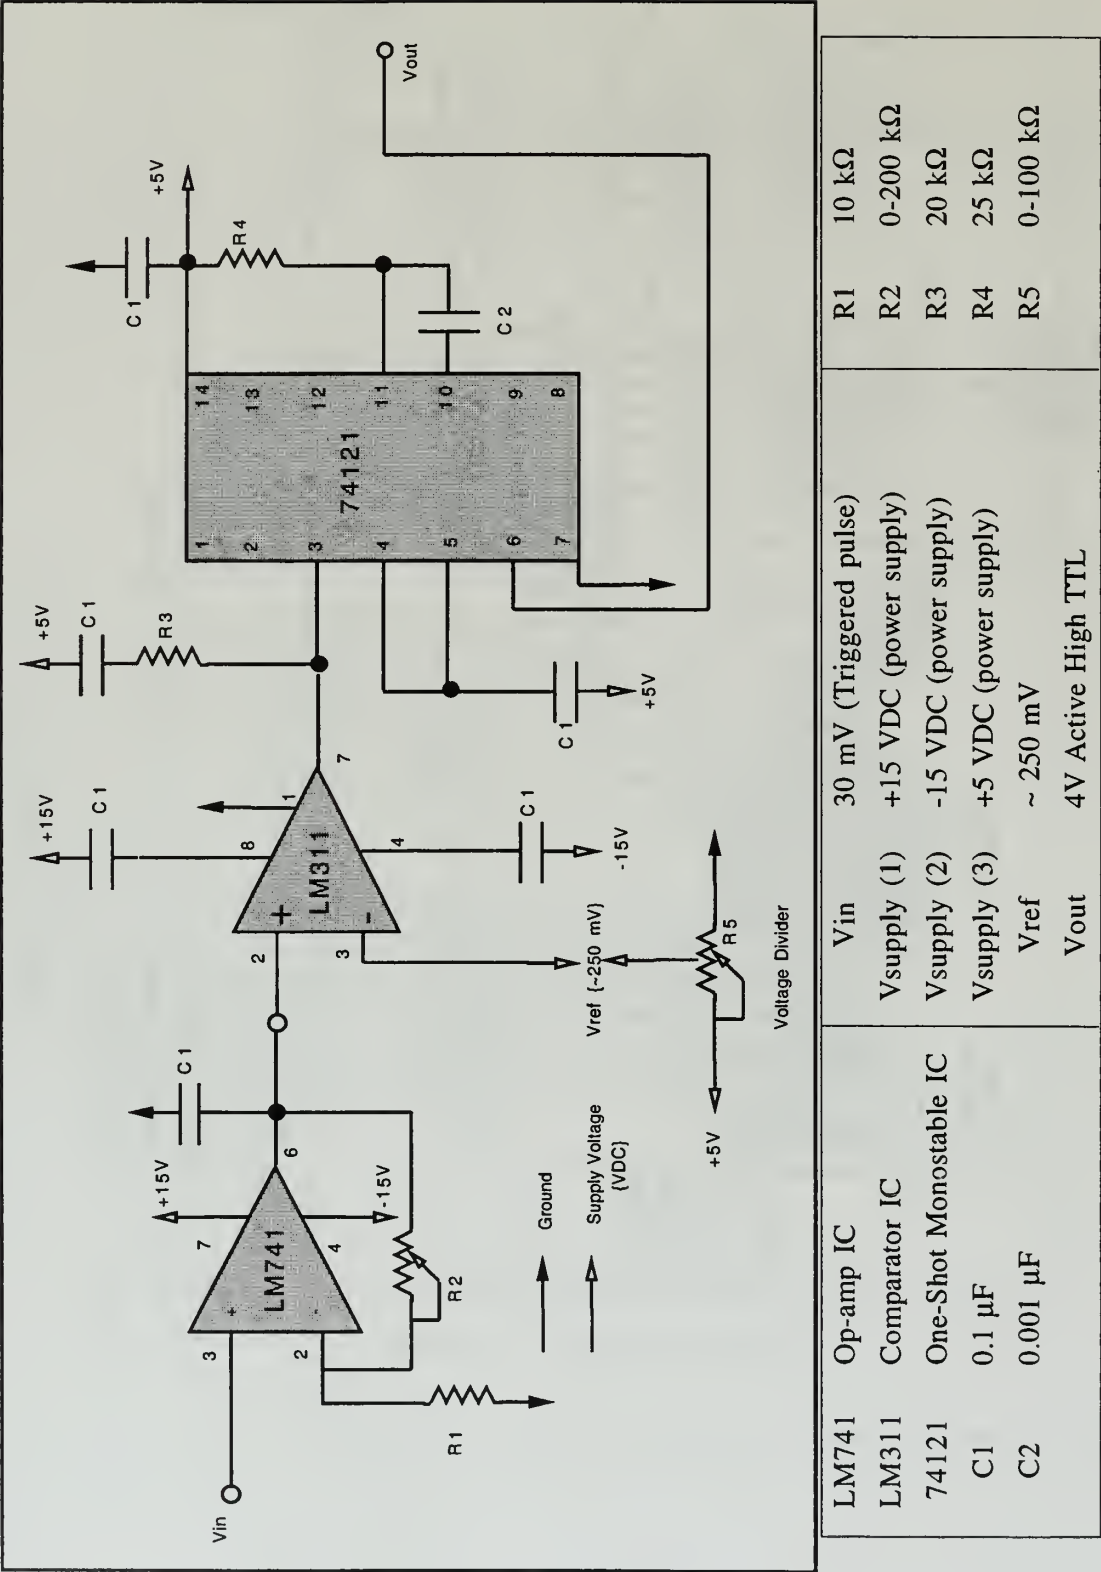 Vin
3
2
+
-
LM741
7
4
+15V
-15V
6
C1
R1
R2
Ground
Supply Voltage
{VDC}
2
3
+
-
LM311
8
1
4
7
+15V
C1
C1
-15V
Vref {~250 mV}
+5V
R5
Voltage Divider
+5V
C1
R3
C1
+5V
74121
1
2
3
4
5
6
7
14
13
12
11
10
9
8
C1
+5V
R4
C2
Vout
LM741 Op-amp IC
LM311 Comparator IC
74121 One-Shot Monostable IC
C1 0.1 µF
C2 0.001 µF
Vin 30 mV (Triggered pulse)
Vsupply (1) +15 VDC (power supply)
Vsupply (2) -15 VDC (power supply)
Vsupply (3) +5 VDC (power supply)
Vref ~ 250 mV
Vout 4V Active High TTL
R1 10 kΩ
R2 0-200 kΩ
R3 20 kΩ
R4 25 kΩ
R5 0-100 kΩ